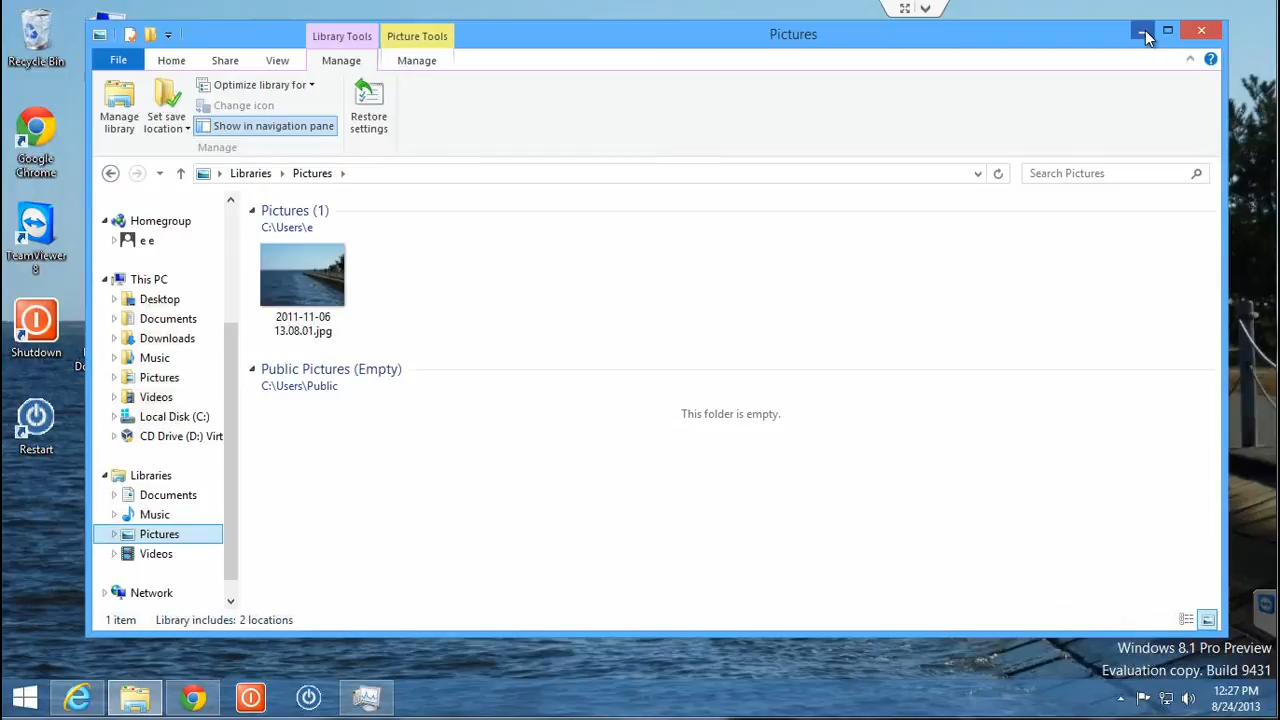 Library Tools Picture Tools Pictures
File Home Share View Manage Manage
Manage library
Set save location
Optimize library for
Change icon
Show in navigation pane
Restore settings
Manage
Libraries Pictures
Search Pictures
Recycle Bin
Google Chrome
TeamViewer 8
Shutdown
Restart
Homegroup
e e
This PC
Desktop
Documents
Downloads
Music
Pictures
Videos
Local Disk (C:)
CD Drive (D:) Virt
Libraries
Documents
Music
Pictures
Videos
Network
Pictures (1)
C:\Users\e
2011-11-06
13.08.01.jpg
Public Pictures (Empty)
C:\Users\Public
This folder is empty.
1 item Library includes: 2 locations
Windows 8.1 Pro Preview
Evaluation copy. Build 9431
12:27 PM
8/24/2013